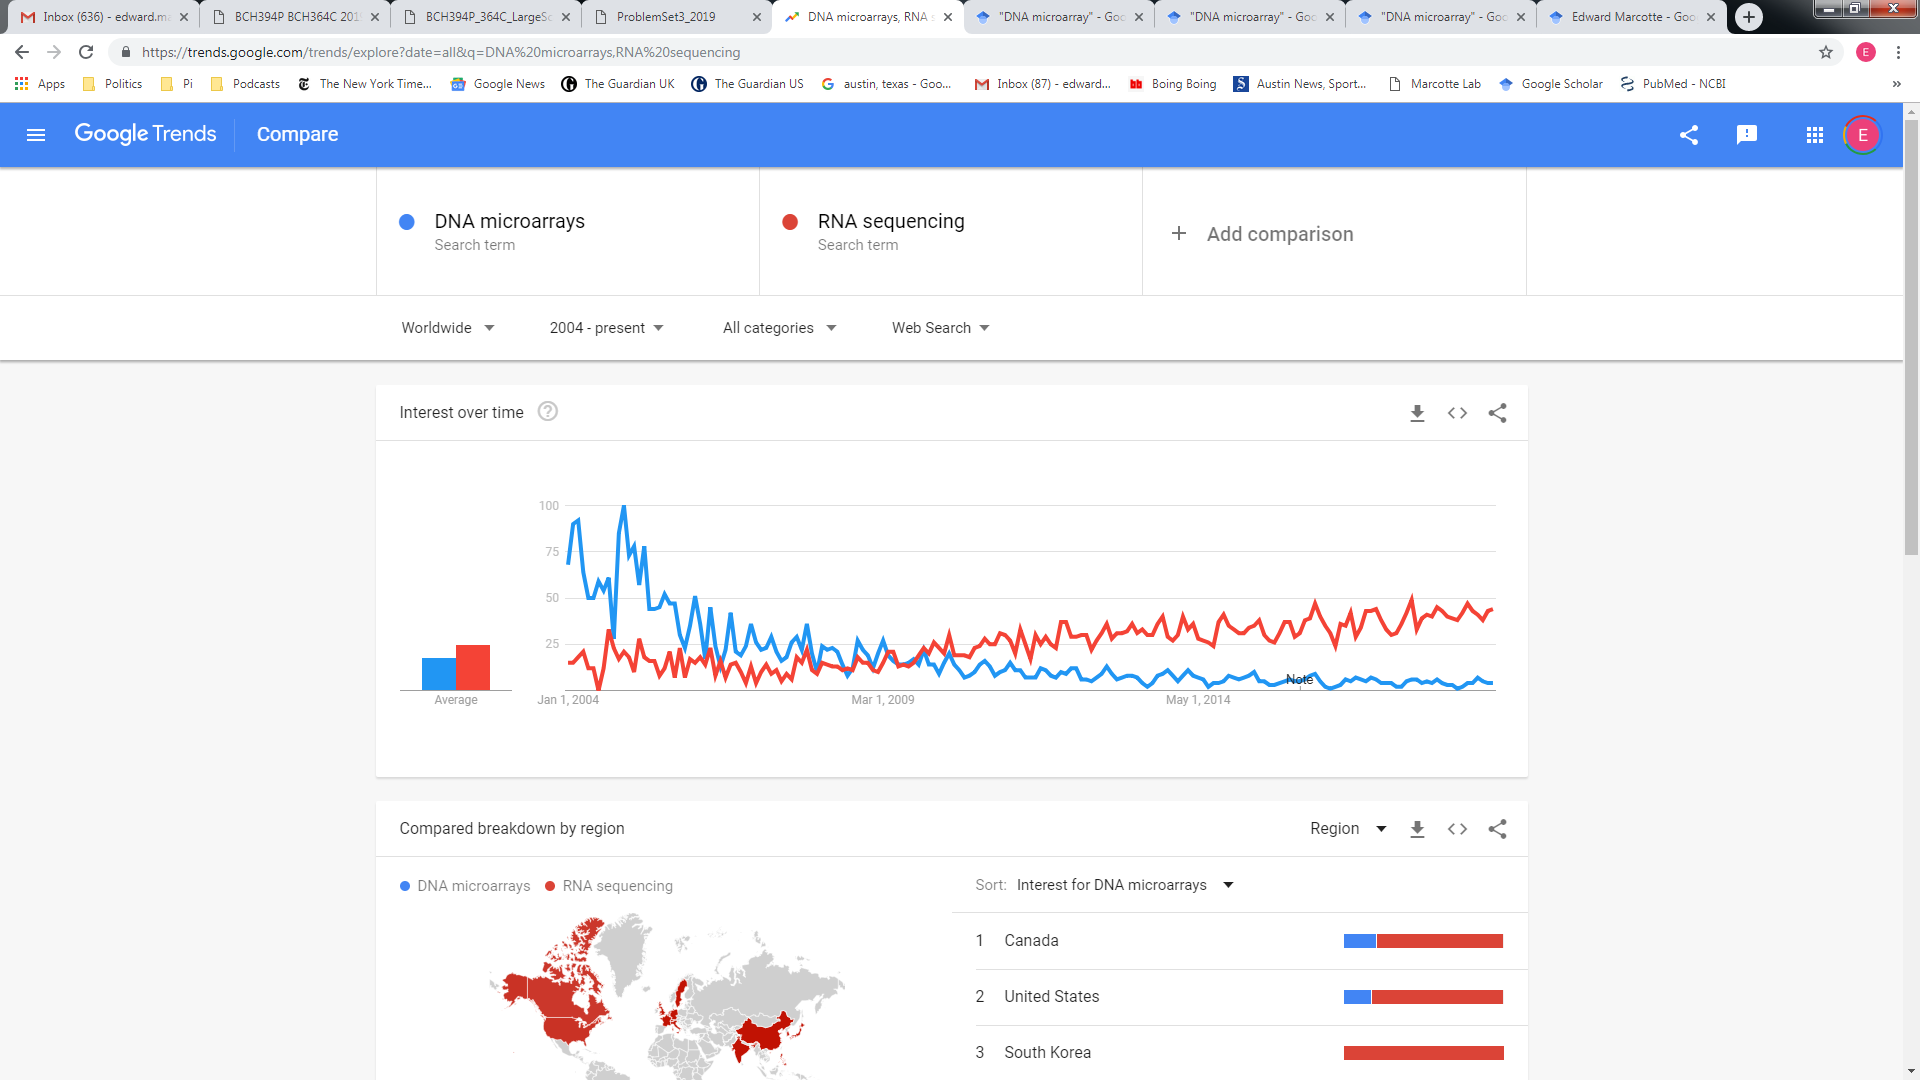 Inbox (636) - edward.ma
BCH394P BCH364C 201
BCH394P_364C_LargeSc
ProblemSet3_2019
DNA microarrays, RNA s
"DNA microarray" - Goo
"DNA microarray" - Goo
"DNA microarray" - Goo
Edward Marcotte - Goo
https://trends.google.com/trends/explore?date=all&q=DNA%20microarrays,RNA%20sequencing
E
Apps
Politics
Pi
Podcasts
The New York Time...
Google News
The Guardian UK
The Guardian US
austin, texas - Goo...
Inbox (87) - edward...
Boing Boing
Austin News, Sport...
Marcotte Lab
Google Scholar
PubMed - NCBI
»
Google Trends
Compare
E
DNA microarrays
Search term
RNA sequencing
Search term
+ Add comparison
Worldwide
2004 - present
All categories
Web Search
Interest over time
100
75
50
25
Average
Note
Jan 1, 2004
Mar 1, 2009
May 1, 2014
Compared breakdown by region
Region
DNA microarrays
RNA sequencing
Sort: Interest for DNA microarrays
1 Canada
2 United States
3 South Korea